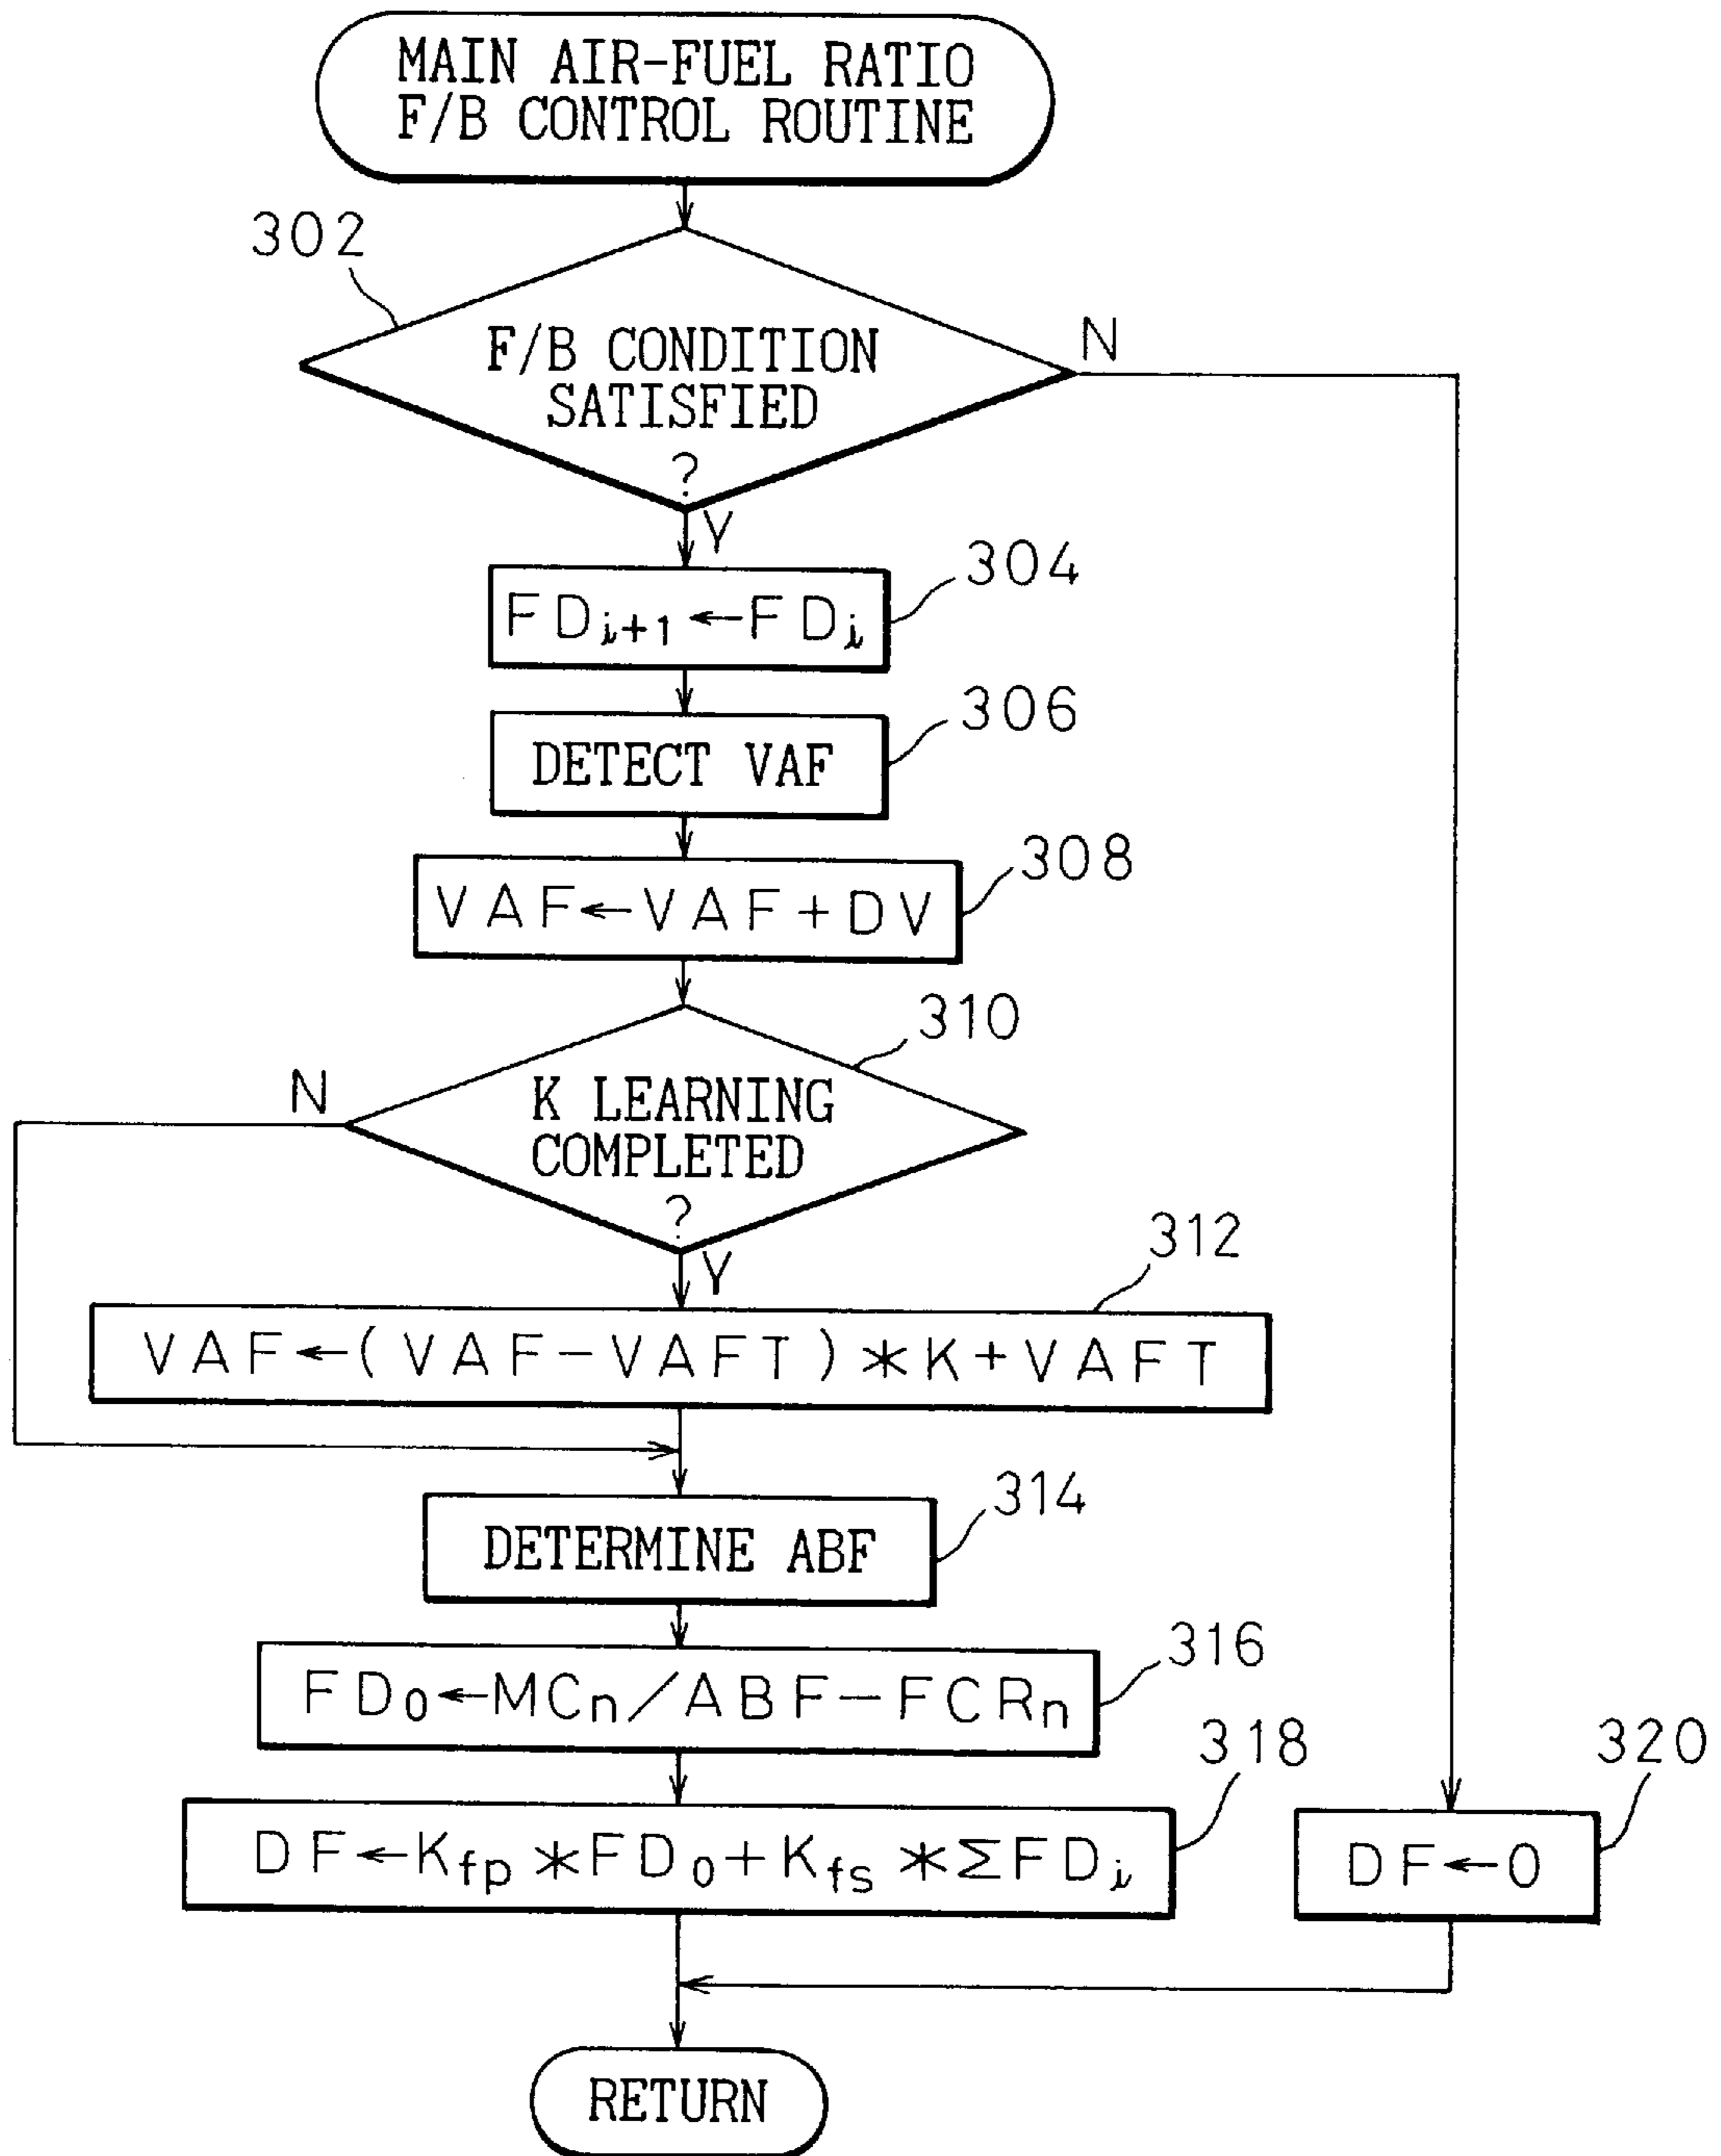 MAIN AIR-FUEL RATIO
F/B CONTROL ROUTINE
302
F/B CONDITION
SATISFIED
?
N
Y
304
FDi+1←FDi
306
DETECT VAF
308
VAF←VAF+DV
310
N
K LEARNING
COMPLETED
?
Y
312
VAF←(VAF-VAFT)*K+VAFT
314
DETERMINE ABF
316
FD0←MCn/ABF-FCRn
318
DF←Kfp*FD0+Kfs*ΣFDi
320
DF←0
RETURN